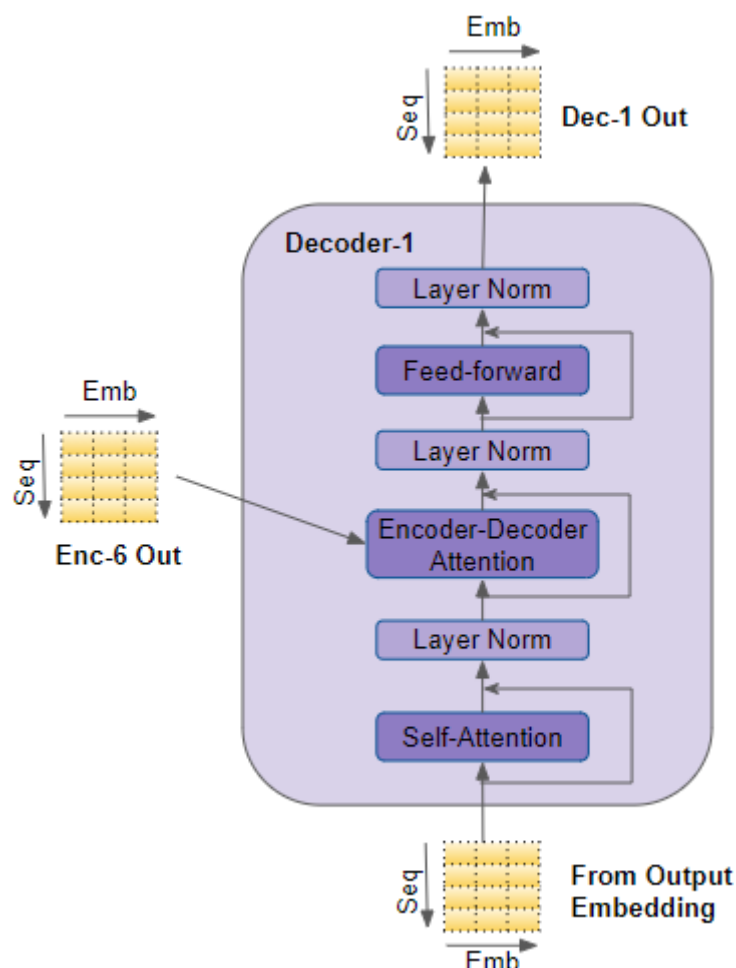 Emb
Seq
Dec-1 Out
Decoder-1
Layer Norm
Feed-forward
Emb
Layer Norm
Seq
Encoder-Decoder
Attention
Enc-6 Out
Layer Norm
Self-Attention
Seq
From Output
Embedding
Emb